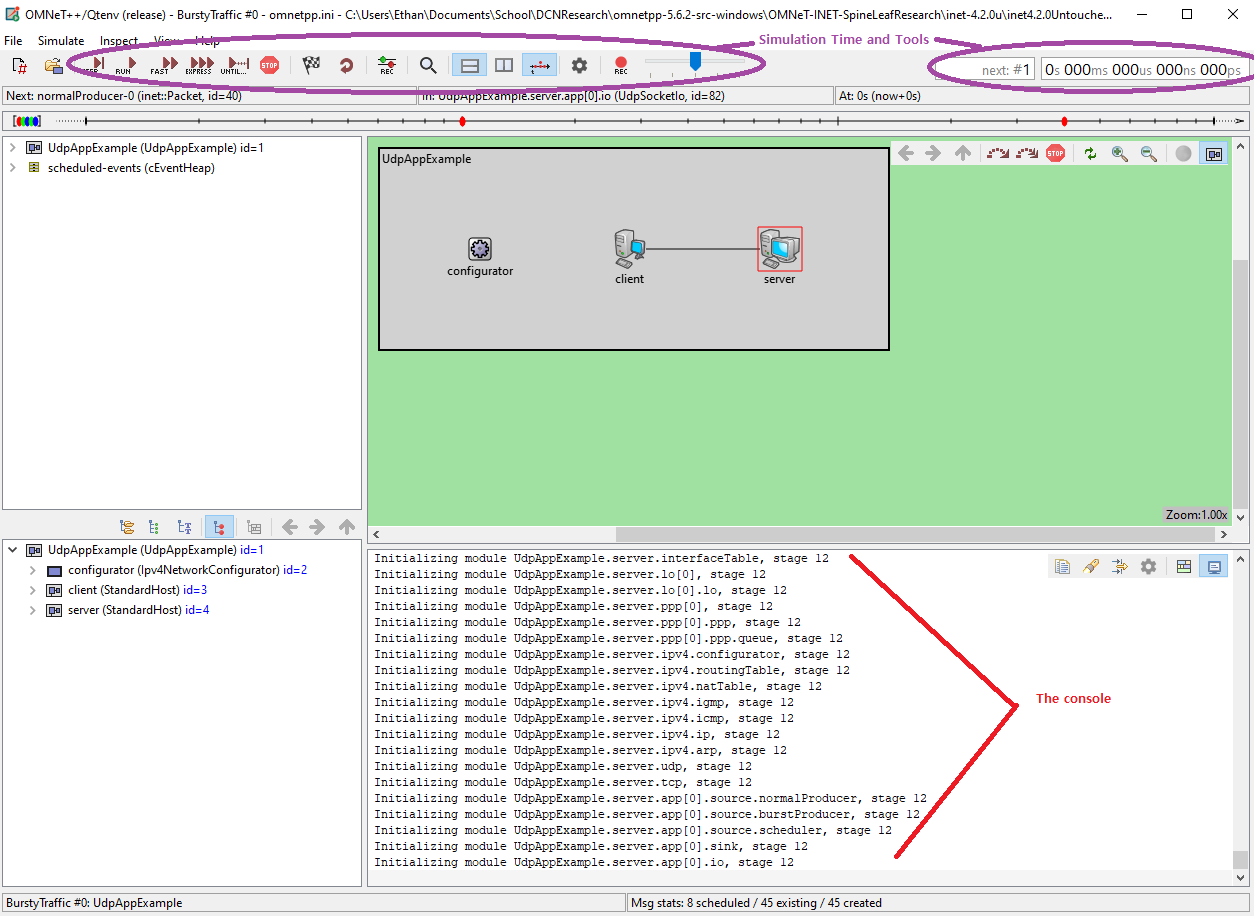 OMNeT++/Qtenv (release) - BurstyTraffic #0 - omnetpp.ini - C:\Users\Ethan\Documents\School\DCNResearch\omnetpp-5.6.2-src-windows\OMNeT-INET-SpineLeafResearch\inet-4.2.0u\inet4.2.0Untouche...
File Simulate Inspect View Help
Simulation Time and Tools
RUN FAST EXPRESS UNTIL... STOP REC REC
next: #1 0s 000ms 000us 000ns 000ps
Next: normalProducer-0 (inet::Packet, id=40) In: UdpAppExample.server.app[0].io (UdpSocketIo, id=82) At: 0s (now+0s)
UdpAppExample (UdpAppExample) id=1
scheduled-events (cEventHeap)
UdpAppExample
STOP
configurator
client
server
Zoom:1.00x
UdpAppExample (UdpAppExample) id=1
configurator (Ipv4NetworkConfigurator) id=2
client (StandardHost) id=3
server (StandardHost) id=4
Initializing module UdpAppExample.server.interfaceTable, stage 12
Initializing module UdpAppExample.server.lo[0], stage 12
Initializing module UdpAppExample.server.lo[0].lo, stage 12
Initializing module UdpAppExample.server.ppp[0], stage 12
Initializing module UdpAppExample.server.ppp[0].ppp, stage 12
Initializing module UdpAppExample.server.ppp[0].ppp.queue, stage 12
Initializing module UdpAppExample.server.ipv4.configurator, stage 12
Initializing module UdpAppExample.server.ipv4.routingTable, stage 12
Initializing module UdpAppExample.server.ipv4.natTable, stage 12
Initializing module UdpAppExample.server.ipv4.igmp, stage 12
Initializing module UdpAppExample.server.ipv4.icmp, stage 12
Initializing module UdpAppExample.server.ipv4.ip, stage 12
Initializing module UdpAppExample.server.ipv4.arp, stage 12
Initializing module UdpAppExample.server.udp, stage 12
Initializing module UdpAppExample.server.tcp, stage 12
Initializing module UdpAppExample.server.app[0].source.normalProducer, stage 12
Initializing module UdpAppExample.server.app[0].source.burstProducer, stage 12
Initializing module UdpAppExample.server.app[0].source.scheduler, stage 12
Initializing module UdpAppExample.server.app[0].sink, stage 12
Initializing module UdpAppExample.server.app[0].io, stage 12
The console
BurstyTraffic #0: UdpAppExample
Msg stats: 8 scheduled / 45 existing / 45 created